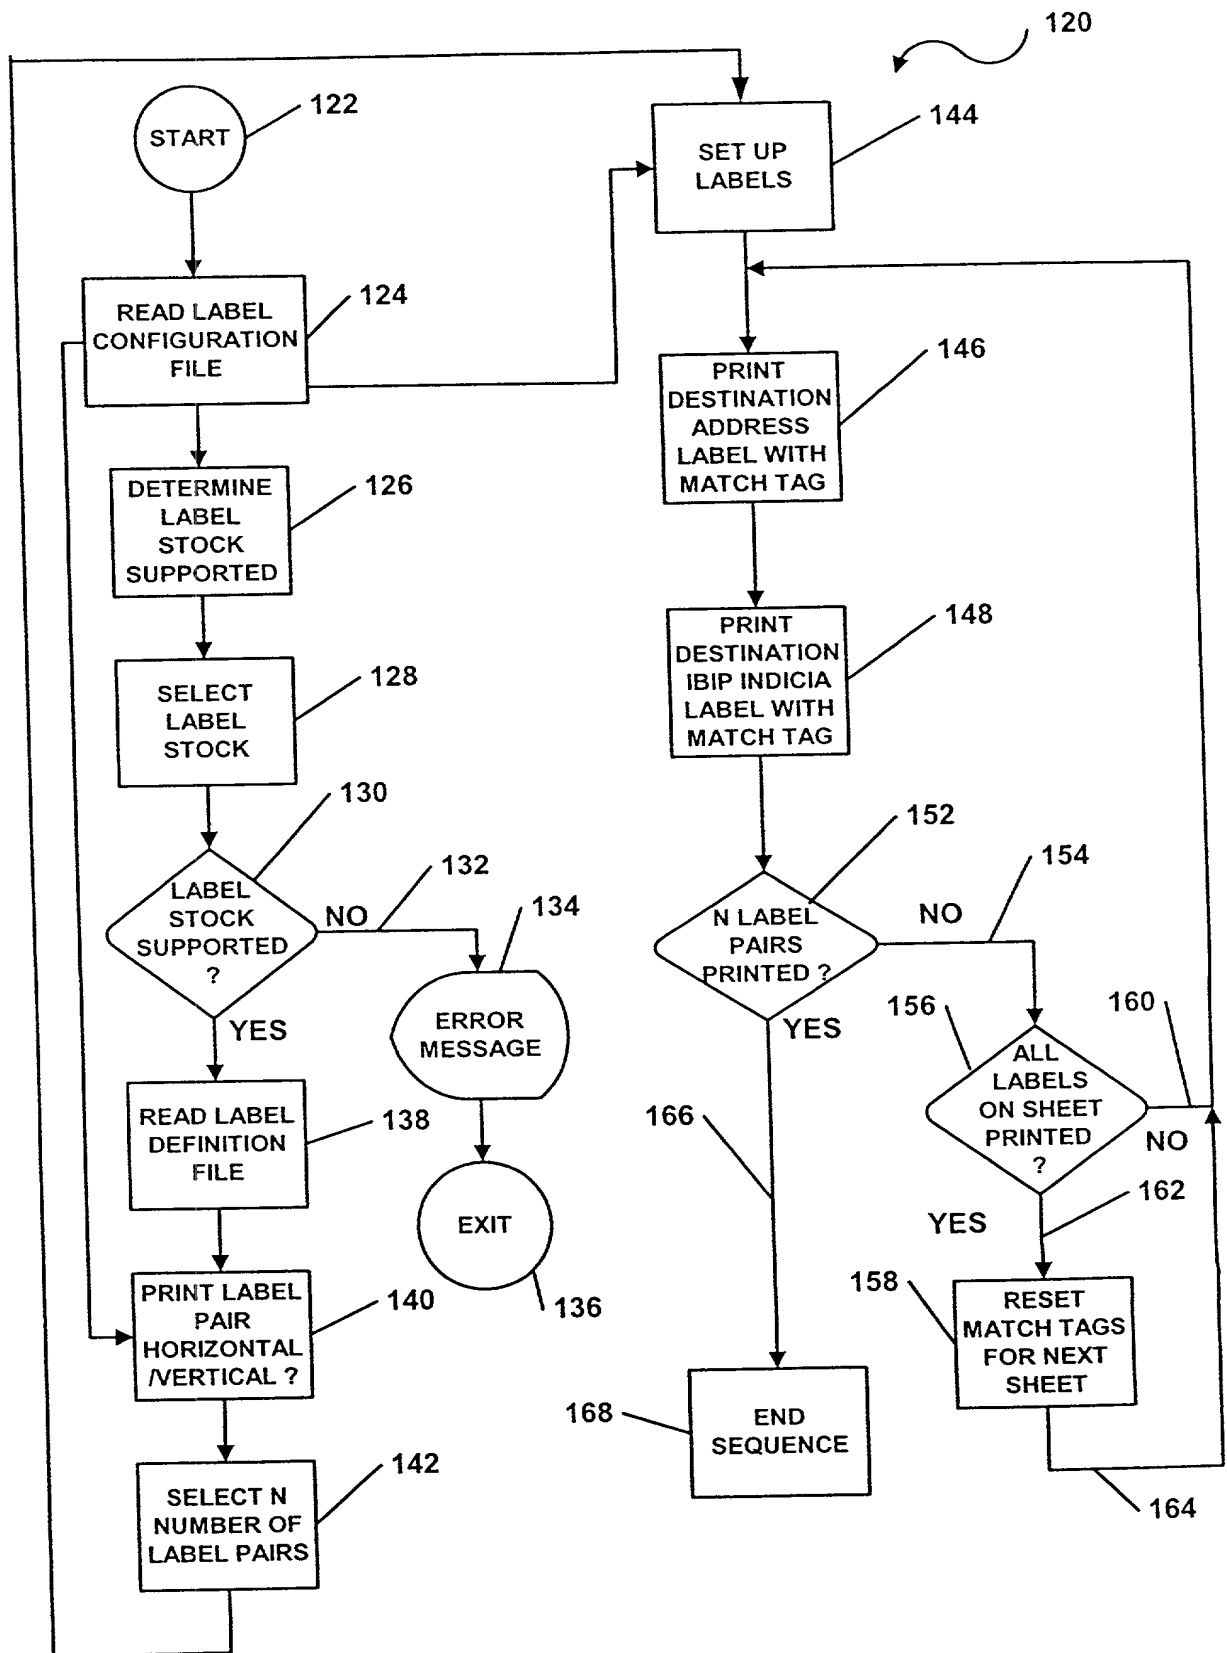 120
START
122
READ LABEL
CONFIGURATION
FILE
124
DETERMINE
LABEL
STOCK
SUPPORTED
126
SELECT
LABEL
STOCK
128
LABEL
STOCK
SUPPORTED
?
130
NO
132
134
ERROR
MESSAGE
EXIT
136
YES
READ LABEL
DEFINITION
FILE
138
PRINT LABEL
PAIR
HORIZONTAL
/VERTICAL ?
140
SELECT N
NUMBER OF
LABEL PAIRS
142
SET UP
LABELS
144
PRINT
DESTINATION
ADDRESS
LABEL WITH
MATCH TAG
146
PRINT
DESTINATION
IBIP INDICIA
LABEL WITH
MATCH TAG
148
N LABEL
PAIRS
PRINTED ?
152
NO
154
YES
156
ALL
LABELS
ON SHEET
PRINTED
?
160
NO
YES
162
158
RESET
MATCH TAGS
FOR NEXT
SHEET
164
166
168
END
SEQUENCE